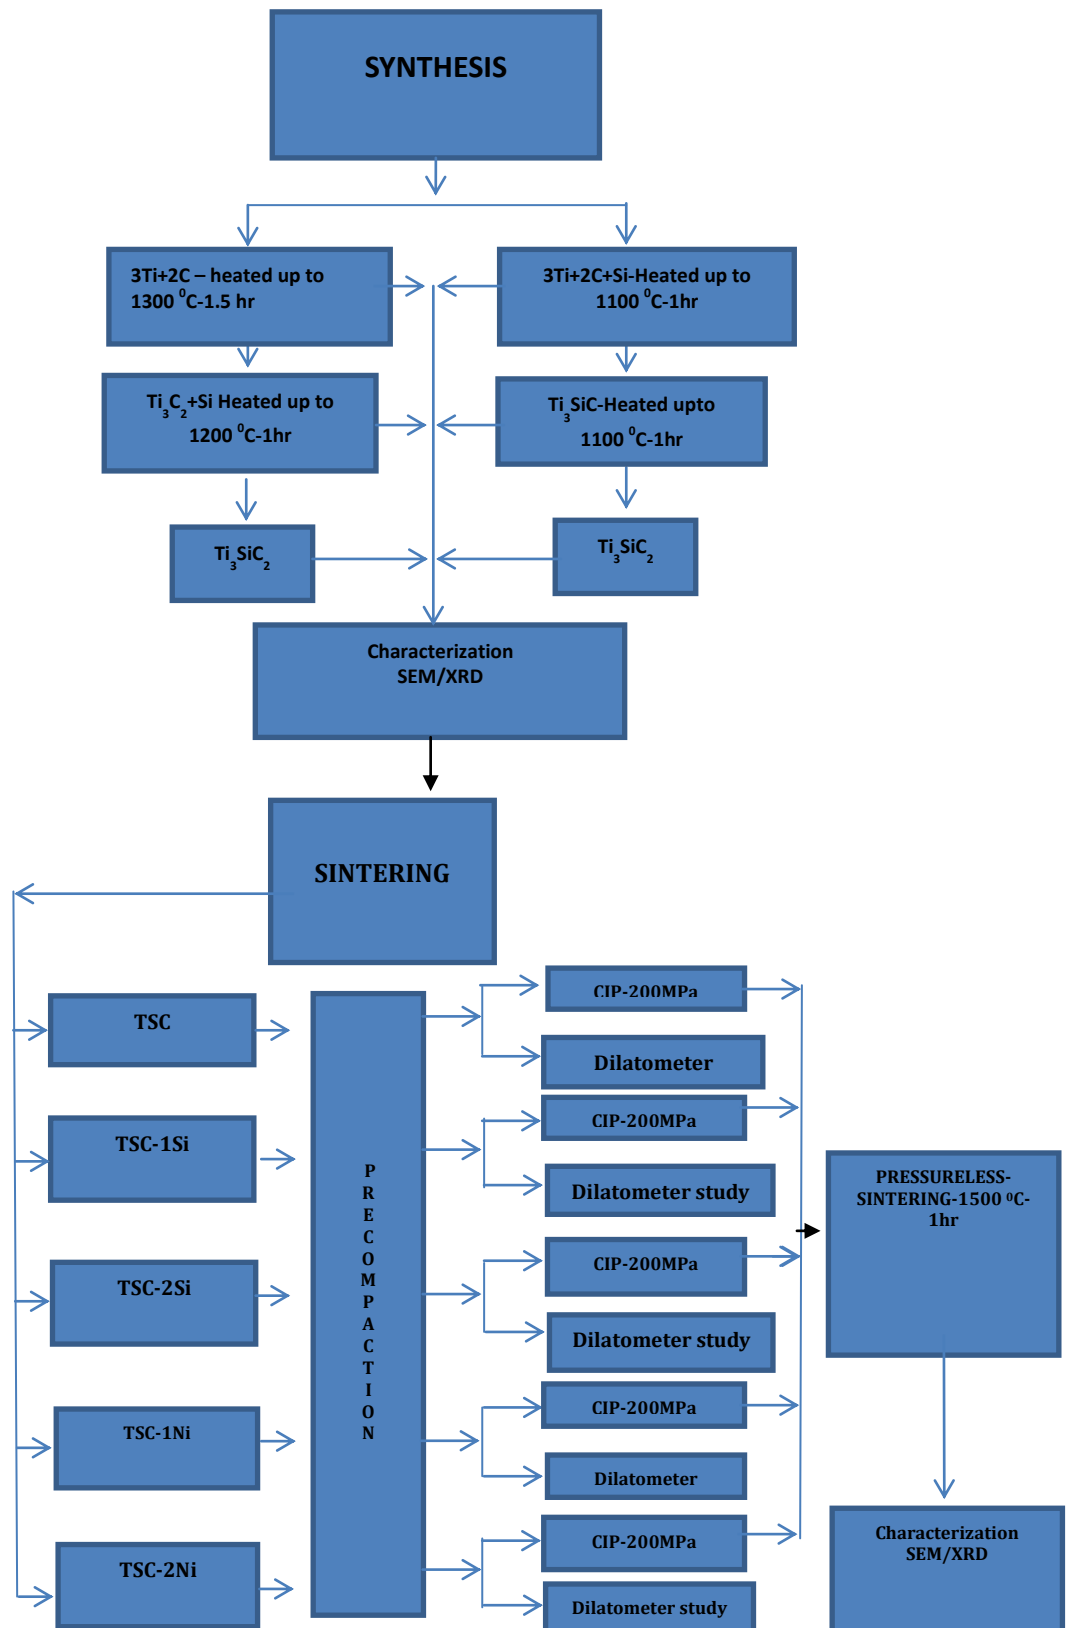 SYNTHESIS
3Ti+2C – heated up to
1300 ⁰C-1.5 hr
3Ti+2C+Si-Heated up to
1100 ⁰C-1hr
Ti₃C₂+Si Heated up to
1200 ⁰C-1hr
Ti₃SiC-Heated upto
1100 ⁰C-1hr
Ti₃SiC₂
Ti₃SiC₂
Characterization
SEM/XRD
SINTERING
TSC
TSC-1Si
TSC-2Si
TSC-1Ni
TSC-2Ni
P
R
E
C
O
M
P
A
C
T
I
O
N
CIP-200MPa
Dilatometer
CIP-200MPa
Dilatometer study
CIP-200MPa
Dilatometer study
CIP-200MPa
Dilatometer
CIP-200MPa
Dilatometer study
PRESSURELESS-
SINTERING-1500 ⁰C-
1hr
Characterization
SEM/XRD